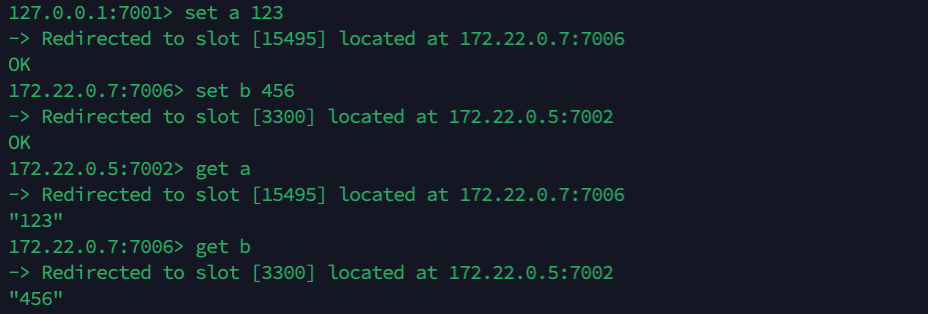 127.0.0.1:7001> set a 123
-> Redirected to slot [15495] located at 172.22.0.7:7006
OK
172.22.0.7:7006> set b 456
-> Redirected to slot [3300] located at 172.22.0.5:7002
OK
172.22.0.5:7002> get a
-> Redirected to slot [15495] located at 172.22.0.7:7006
"123"
172.22.0.7:7006> get b
-> Redirected to slot [3300] located at 172.22.0.5:7002
"456"